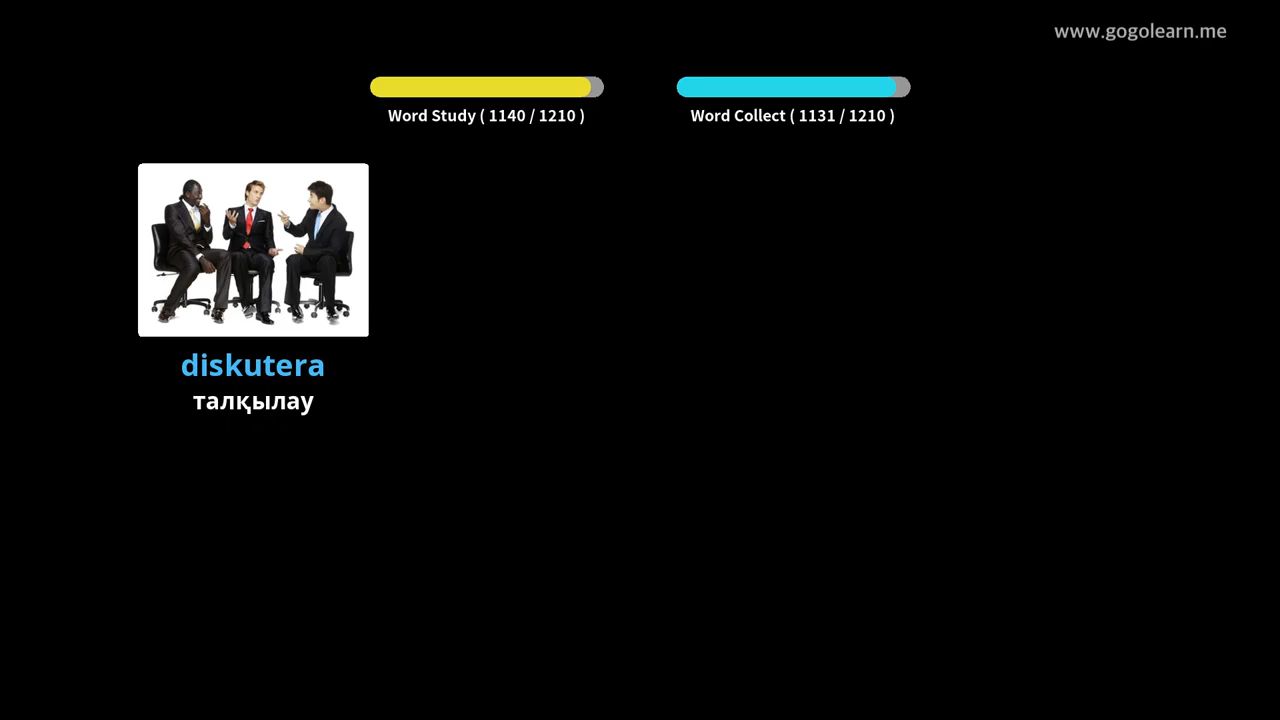 www.gogolearn.me
Word Study ( 1140 / 1210 )
Word Collect ( 1131 / 1210 )
diskutera
талқылау